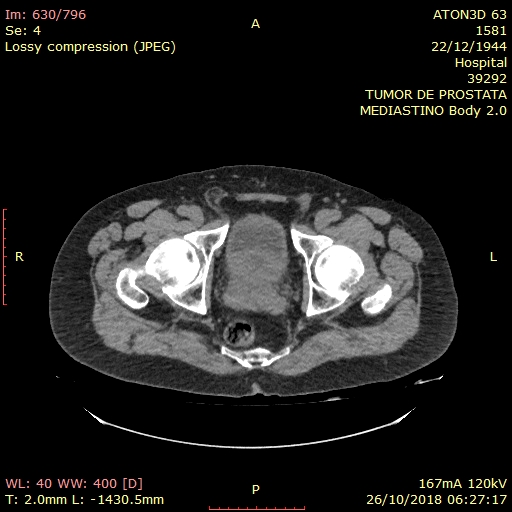 Im: 630/796
Se: 4
Lossy compression (JPEG)
A
ATON3D 63
1581
22/12/1944
Hospital
39292
TUMOR DE PROSTATA
MEDIASTINO Body 2.0
R
L
WL: 40 WW: 400 [D]
T: 2.0mm L: -1430.5mm
P
167mA 120kV
26/10/2018 06:27:17